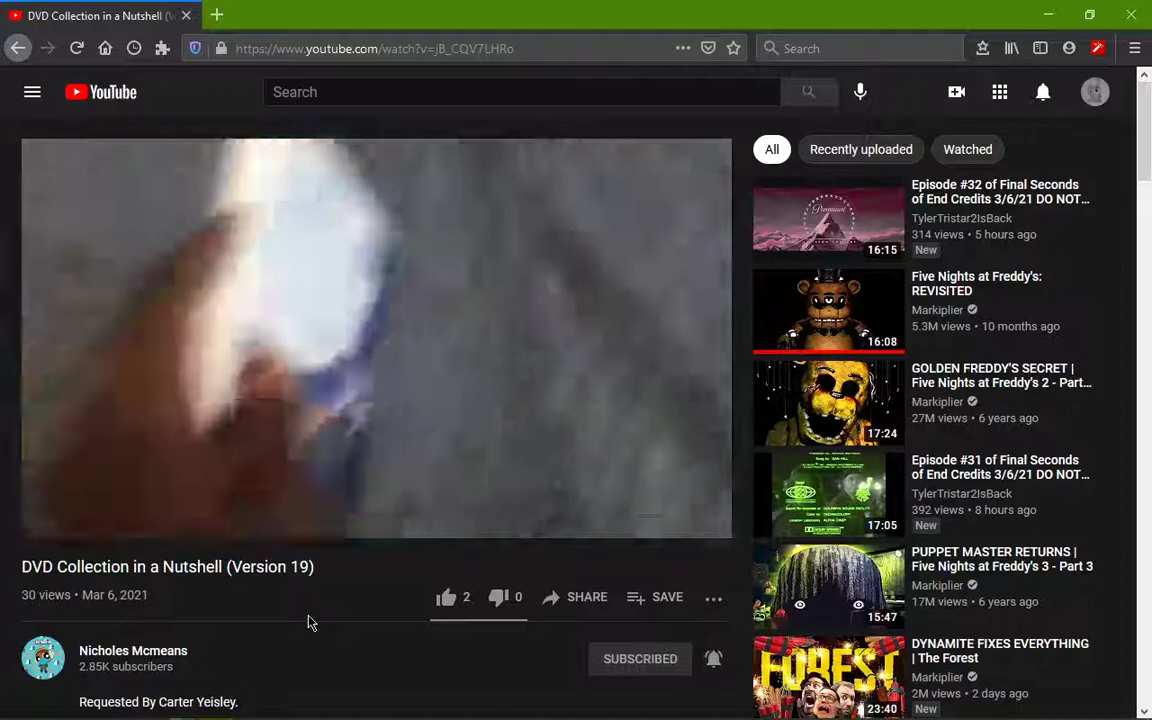 DVD Collection in a Nutshell (V
https://www.youtube.com/watch?v=jB_CQV7LHRo
Search
YouTube
Search
All
Recently uploaded
Watched
Episode #32 of Final Seconds
of End Credits 3/6/21 DO NOT...
TylerTristar2IsBack
314 views • 5 hours ago
New
Paramount
16:15
Five Nights at Freddy's:
REVISITED
Markiplier
5.3M views • 10 months ago
16:08
GOLDEN FREDDY'S SECRET |
Five Nights at Freddy's 2 - Part...
Markiplier
27M views • 6 years ago
17:24
Episode #31 of Final Seconds
of End Credits 3/6/21 DO NOT...
TylerTristar2IsBack
392 views • 8 hours ago
New
17:05
PUPPET MASTER RETURNS |
Five Nights at Freddy's 3 - Part 3
Markiplier
17M views • 6 years ago
15:47
DYNAMITE FIXES EVERYTHING
| The Forest
Markiplier
2M views • 2 days ago
New
FOREST
23:40
DVD Collection in a Nutshell (Version 19)
30 views • Mar 6, 2021
2
0
SHARE
SAVE
Nicholes Mcmeans
2.85K subscribers
SUBSCRIBED
Requested By Carter Yeisley.